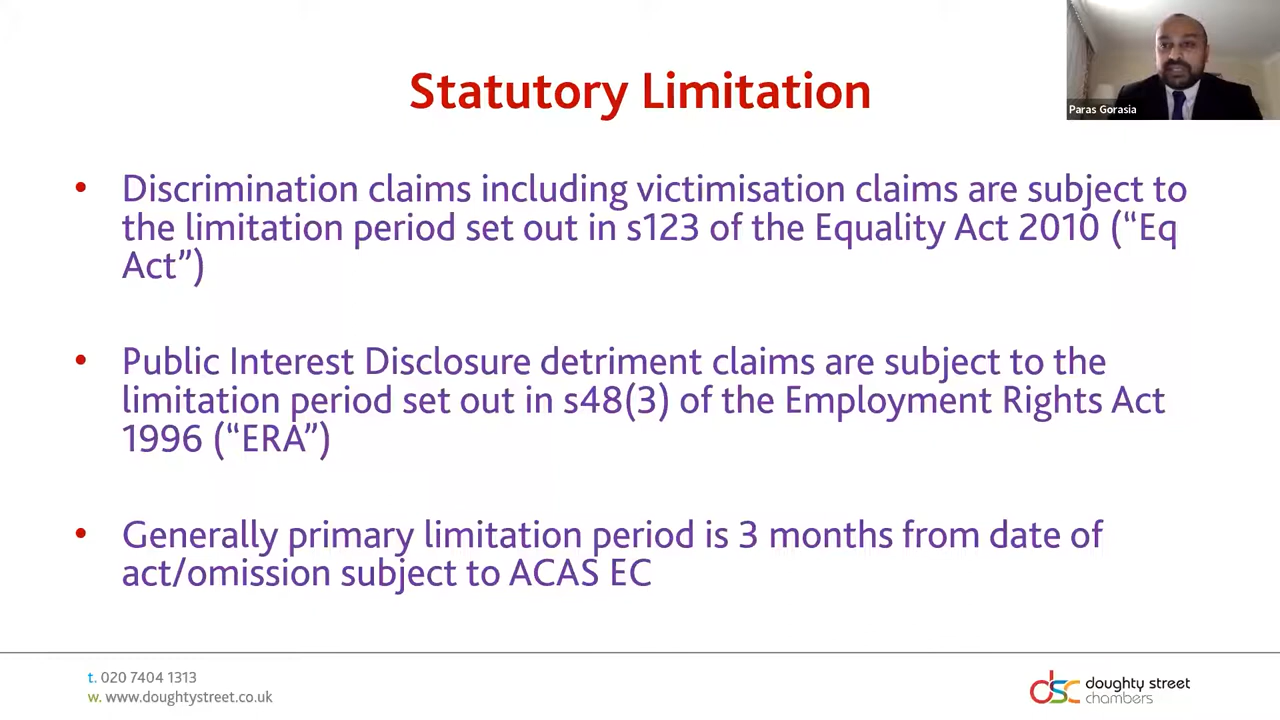 Statutory Limitation
Paras Gorasia
• Discrimination claims including victimisation claims are subject to
the limitation period set out in s123 of the Equality Act 2010 (“Eq
Act”)
• Public Interest Disclosure detriment claims are subject to the
limitation period set out in s48(3) of the Employment Rights Act
1996 (“ERA”)
• Generally primary limitation period is 3 months from date of
act/omission subject to ACAS EC
t. 020 7404 1313
w. www.doughtystreet.co.uk
dsc doughty street
chambers